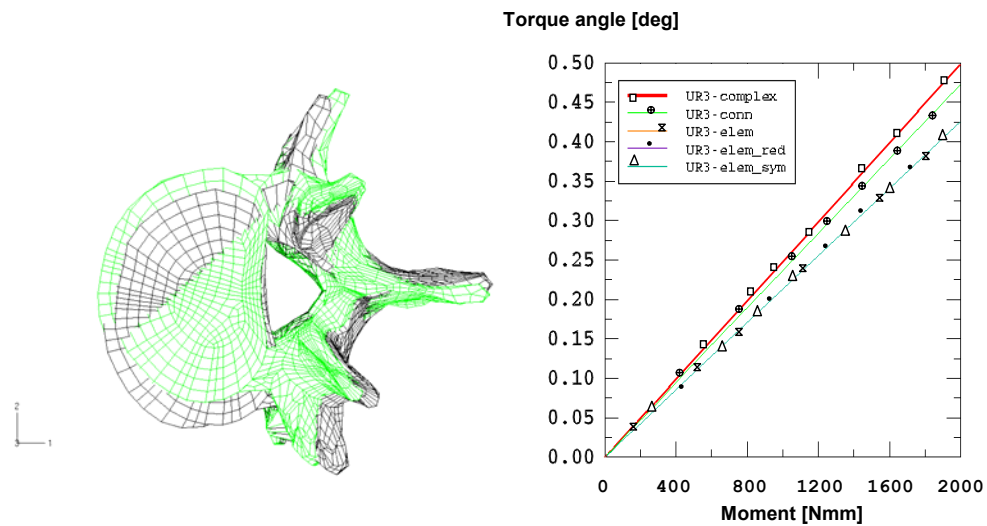 Torque angle [deg]
0.50
0.45
0.40
0.35
0.30
0.25
0.20
0.15
0.10
0.05
0.00
UR3-complex
UR3-conn
UR3-elem
UR3-elem_red
UR3-elem_sym
0 400 800 1200 1600 2000
Moment [Nmm]
2
3 1